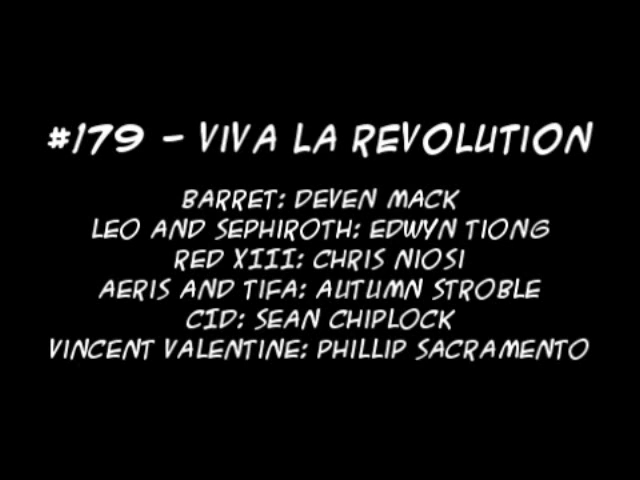 #179 - VIVA LA REVOLUTION
BARRET: DEVEN MACK
LEO AND SEPHIROTH: EDWYN TIONG
RED XIII: CHRIS NIOSI
AERIS AND TIFA: AUTUMN STROBLE
CID: SEAN CHIPLOCK
VINCENT VALENTINE: PHILLIP SACRAMENTO